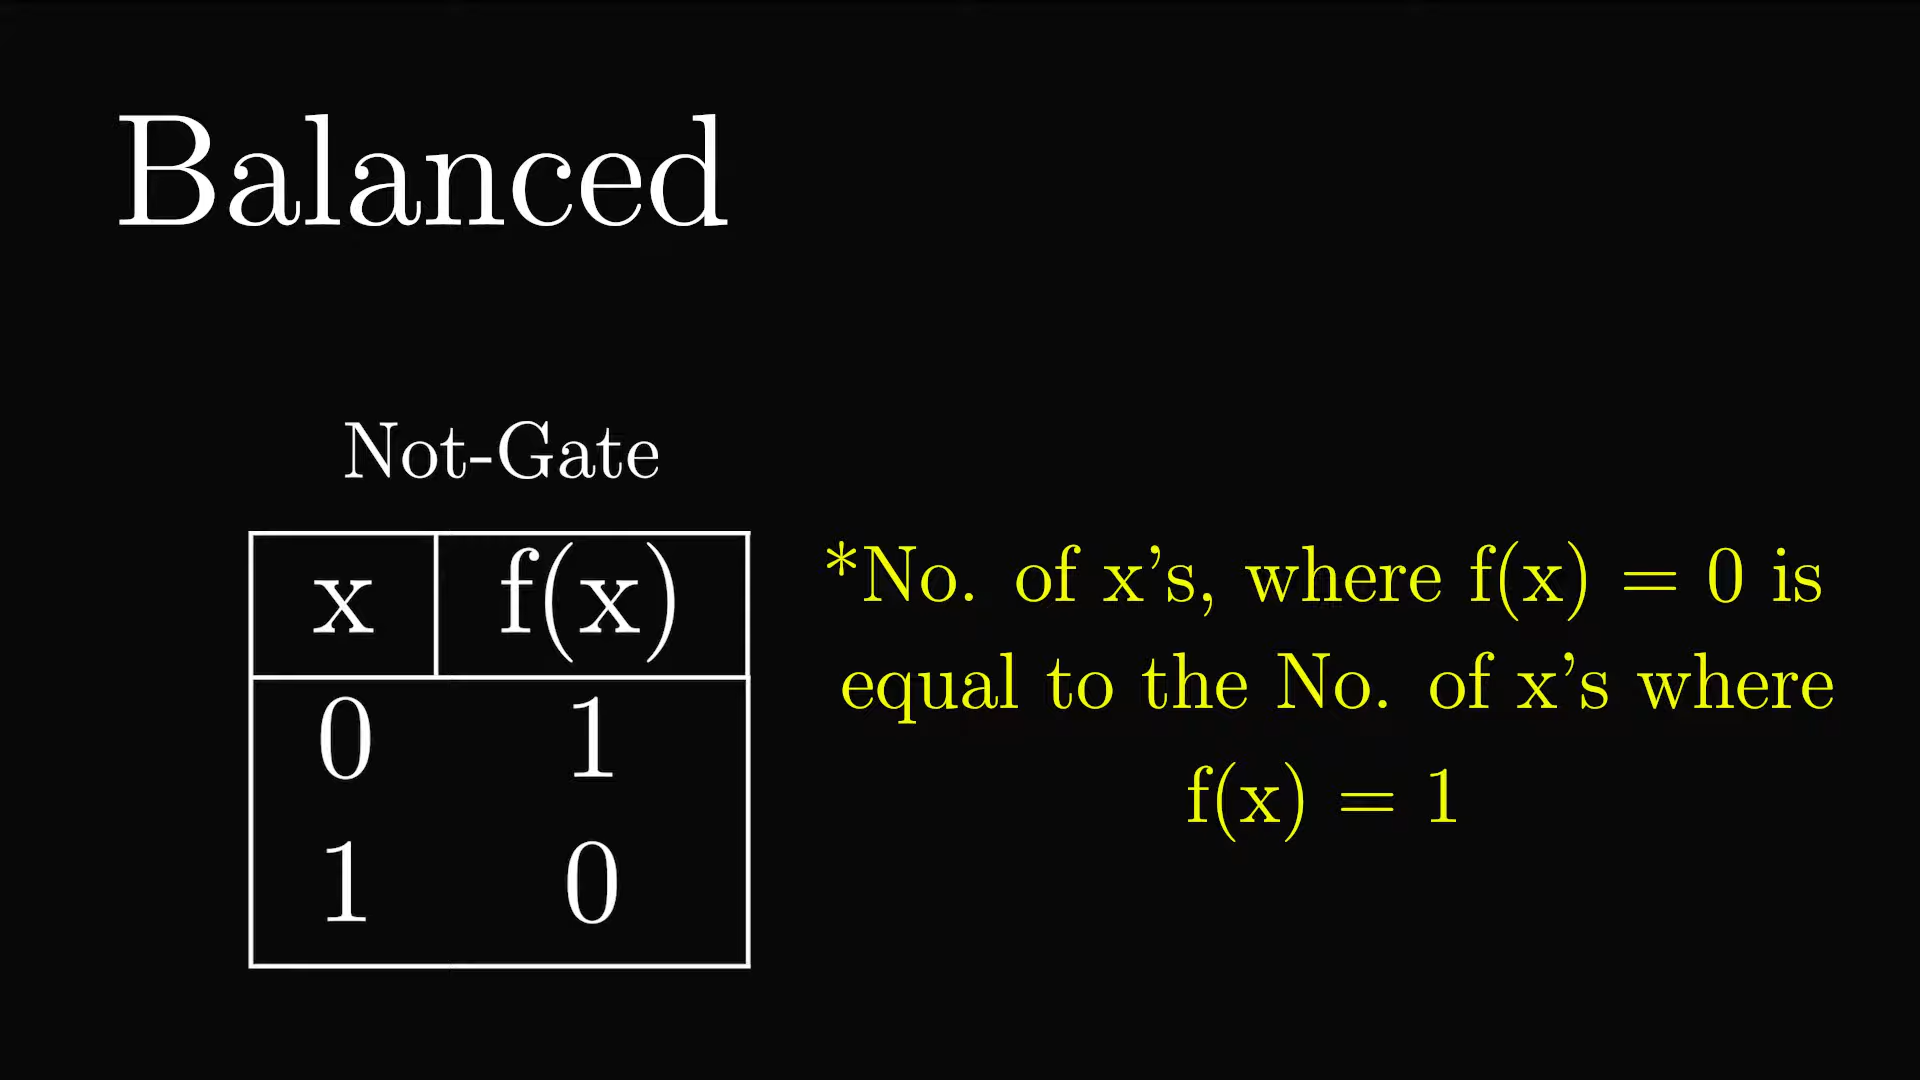 Balanced
Not-Gate
x f(x)
0 1
1 0
*No. of x's, where f(x) = 0 is
equal to the No. of x's where
f(x) = 1